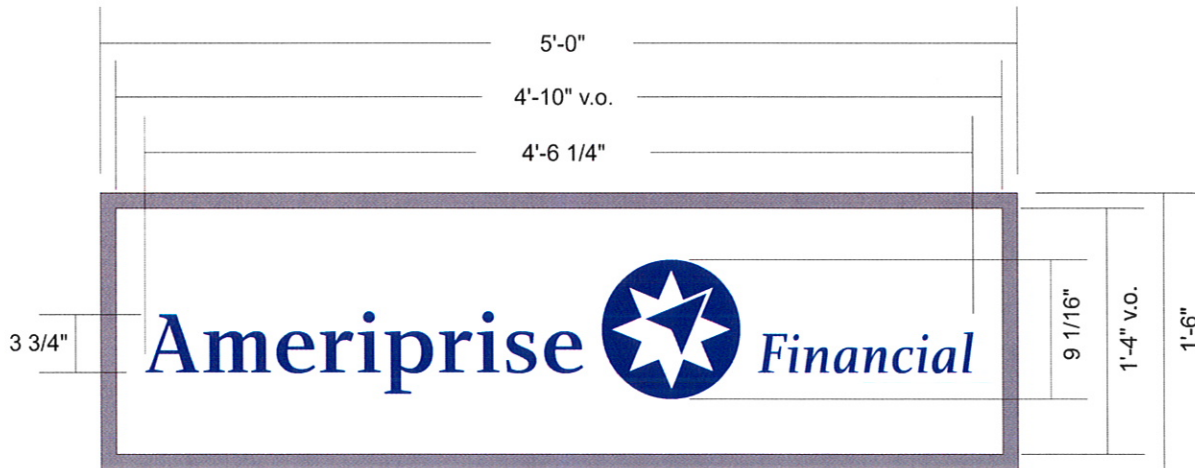 5'-0"
4'-10" v.o.
4'-6 1/4"
3 3/4"
Ameriprise Financial
9 1/16"
1'-4" v.o.
1'-6"